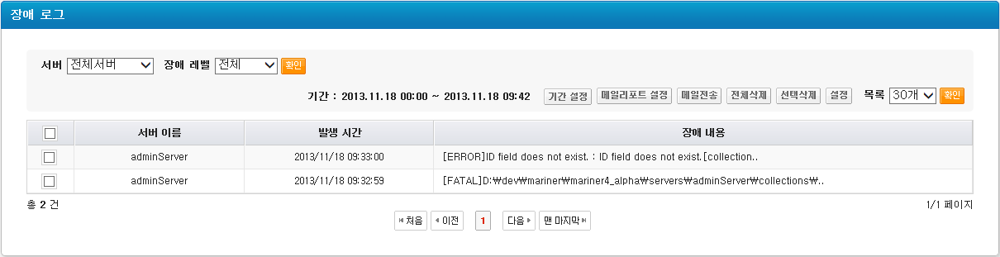 장애 로그
서버 전체서버 장애 레벨 전체 확인
기간 : 2013.11.18 00:00 ~ 2013.11.18 09:42 기간 설정 메일리포트 설정 메일전송 전체삭제 선택삭제 설정 목록 30개 확인
서버 이름 발생 시간 장애 내용
adminServer 2013/11/18 09:33:00 [ERROR]ID field does not exist. : ID field does not exist.[collection..
adminServer 2013/11/18 09:32:59 [FATAL]D:₩dev₩mariner₩mariner4_alpha₩servers₩adminServer₩collections₩..
총 2 건 1/1 페이지
처음 이전 1 다음 맨 마지막